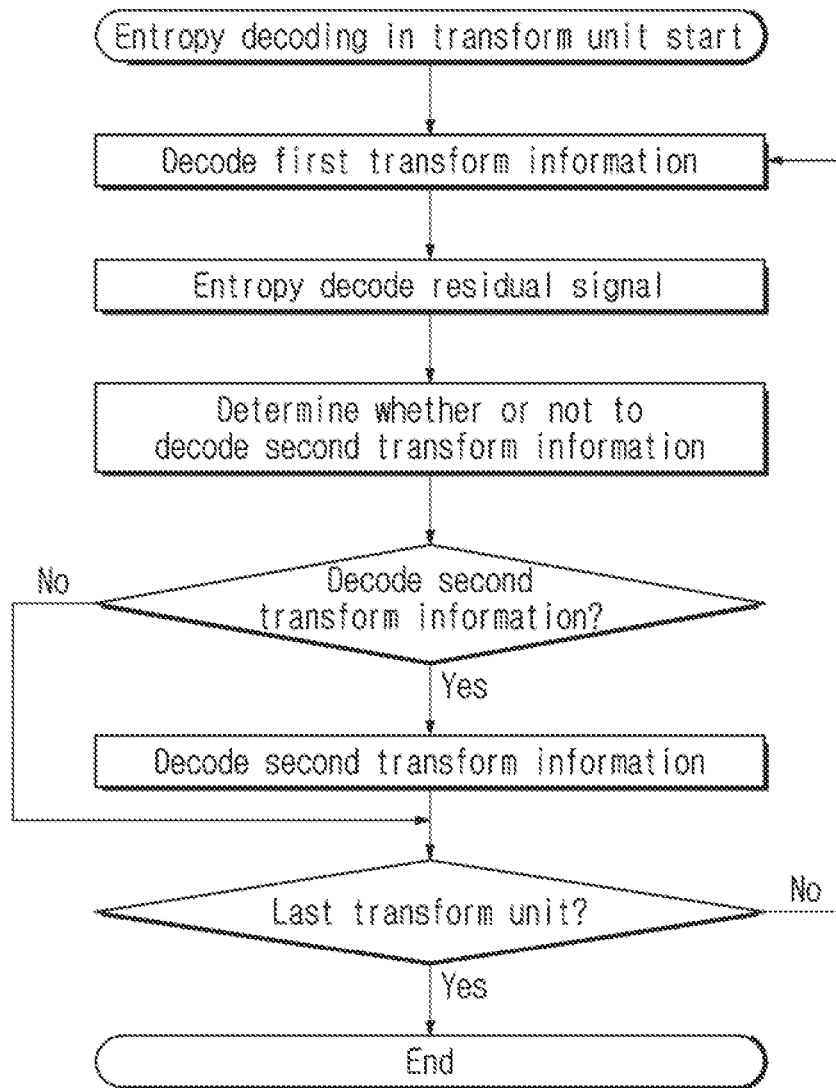 Entropy decoding in transform unit start
Decode first transform information
Entropy decode residual signal
Determine whether or not to
decode second transform information
Decode second
transform information?
No
Yes
Decode second transform information
Last transform unit?
No
Yes
End